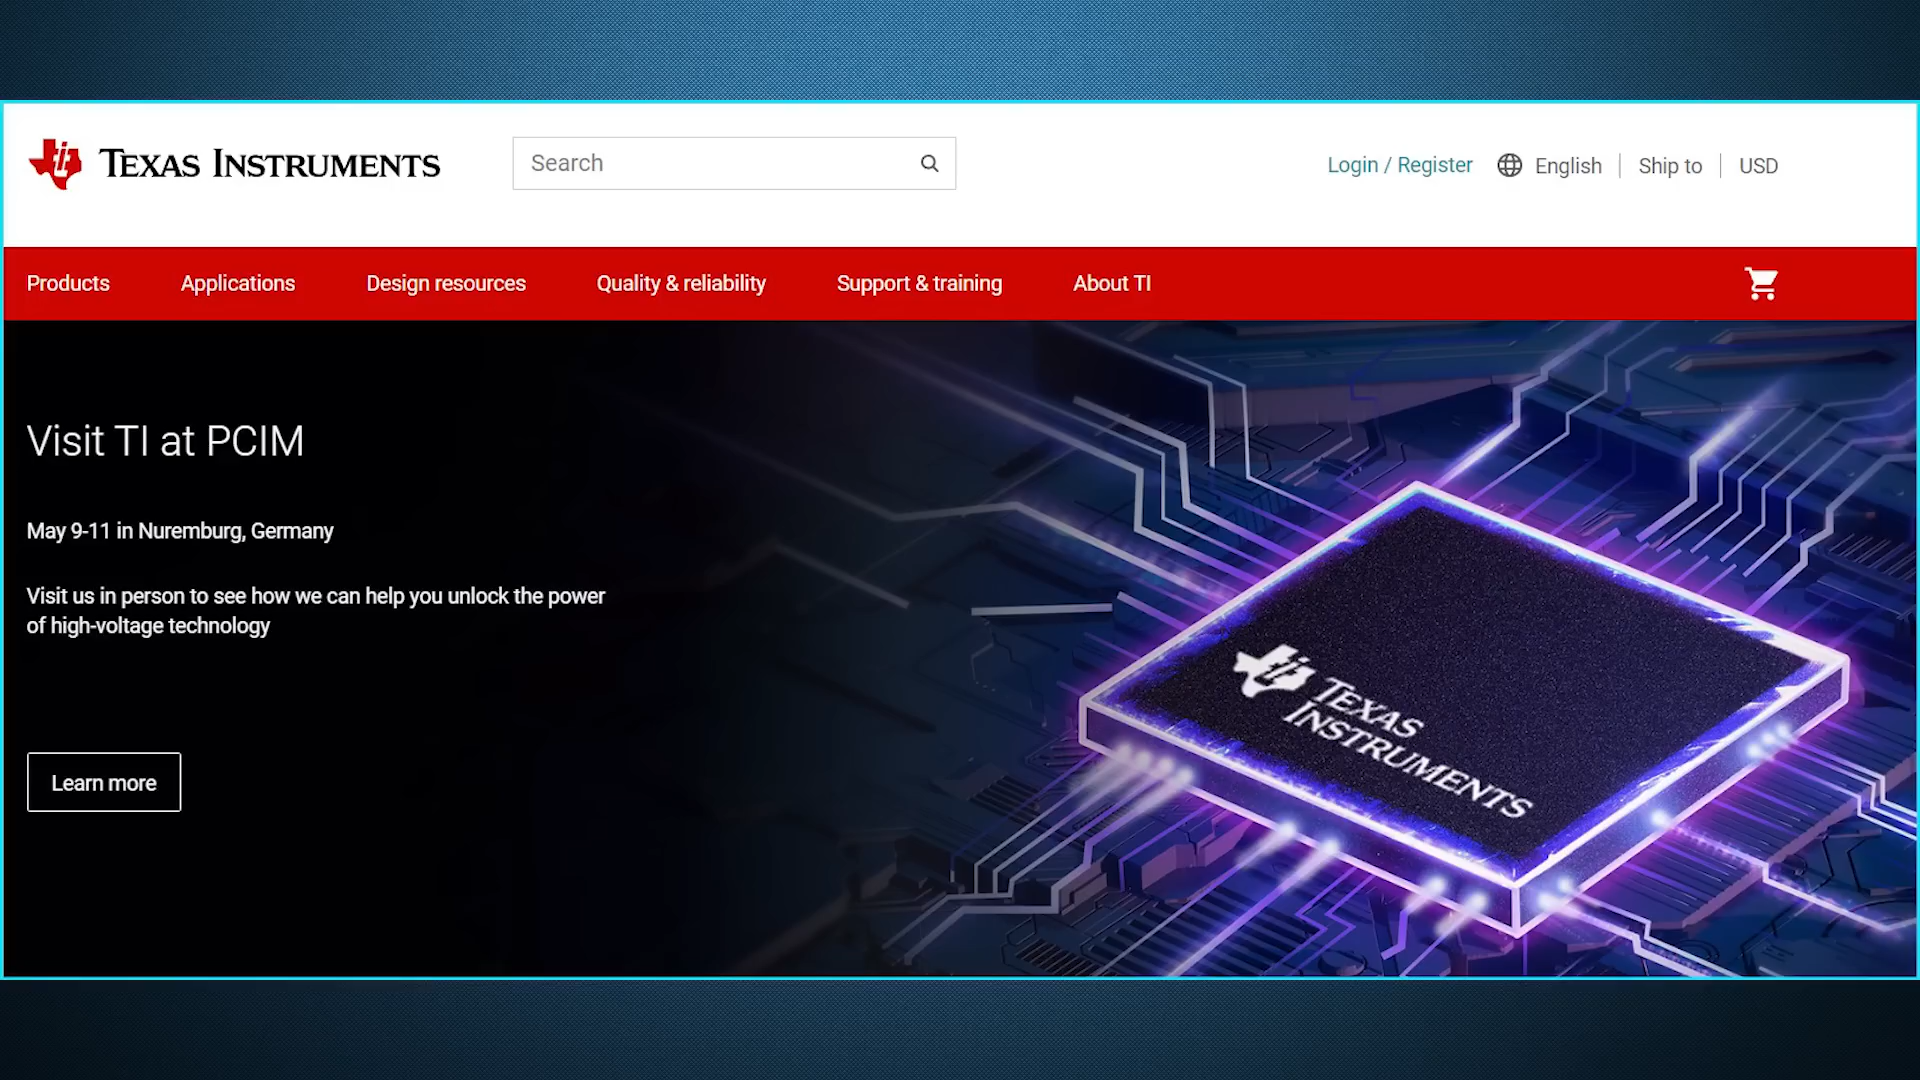 TEXAS INSTRUMENTS
Search
Login / Register
English
Ship to
USD
Products
Applications
Design resources
Quality & reliability
Support & training
About TI
Visit TI at PCIM
May 9-11 in Nuremburg, Germany
Visit us in person to see how we can help you unlock the power
of high-voltage technology
Learn more
TEXAS
INSTRUMENTS